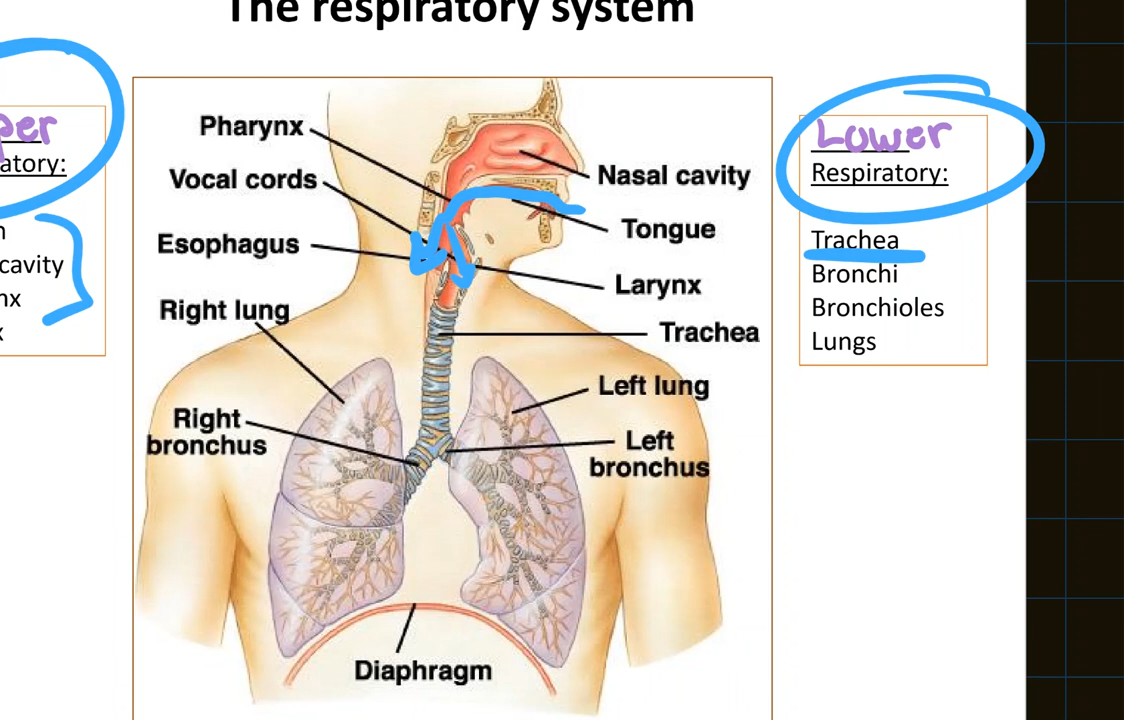 The respiratory system
per
atory:
n
cavity
nx
x
Pharynx
Vocal cords
Esophagus
Right lung
Right
bronchus
Nasal cavity
Tongue
Larynx
Trachea
Left lung
Left
bronchus
Diaphragm
Lower
Respiratory:
Trachea
Bronchi
Bronchioles
Lungs